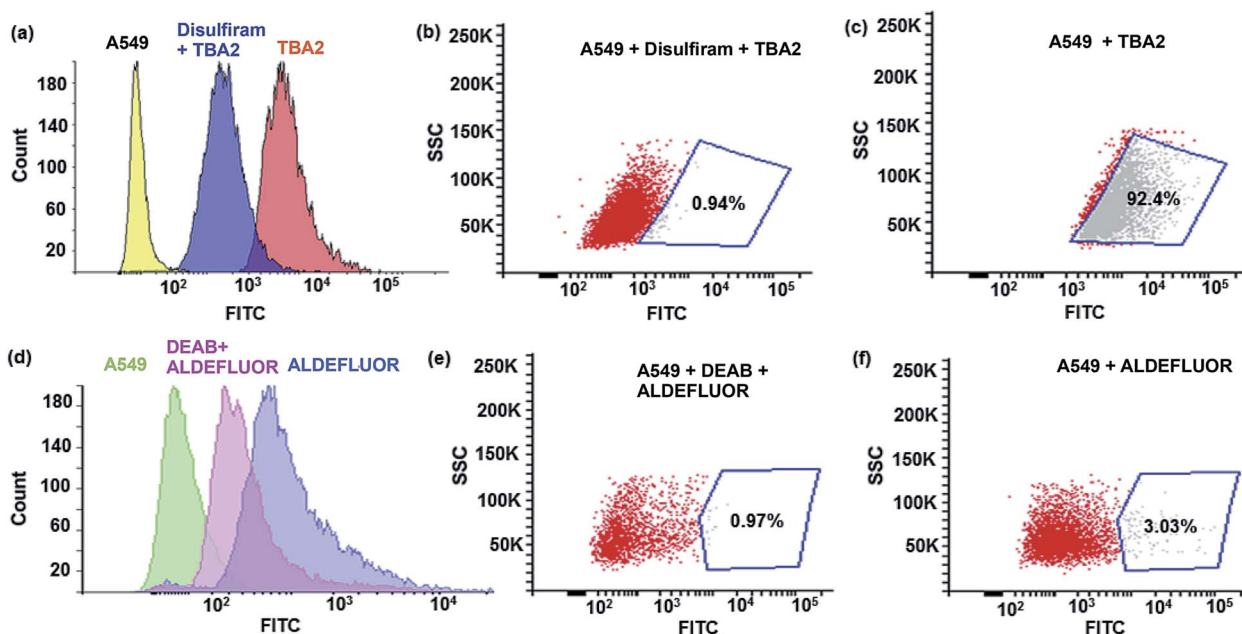 (a)
A549
Disulfiram
+ TBA2
TBA2
Count
180
140
100
60
20
10² 10³ 10⁴ 10⁵
FITC
(b)
A549 + Disulfiram + TBA2
SSC
250K
200K
150K
100K
50K
0.94%
10² 10³ 10⁴ 10⁵
FITC
(c)
A549 + TBA2
SSC
250K
200K
150K
100K
50K
92.4%
10³ 10⁴ 10⁵
FITC
(d)
A549
DEAB+
ALDEFLUOR
ALDEFLUOR
Count
180
140
100
60
20
10² 10³ 10⁴
FITC
(e)
A549 + DEAB +
ALDEFLUOR
SSC
250K
200K
150K
100K
50K
0.97%
10² 10³ 10⁴ 10⁵
FITC
(f)
A549 + ALDEFLUOR
SSC
250K
200K
150K
100K
50K
3.03%
10² 10³ 10⁴ 10⁵
FITC